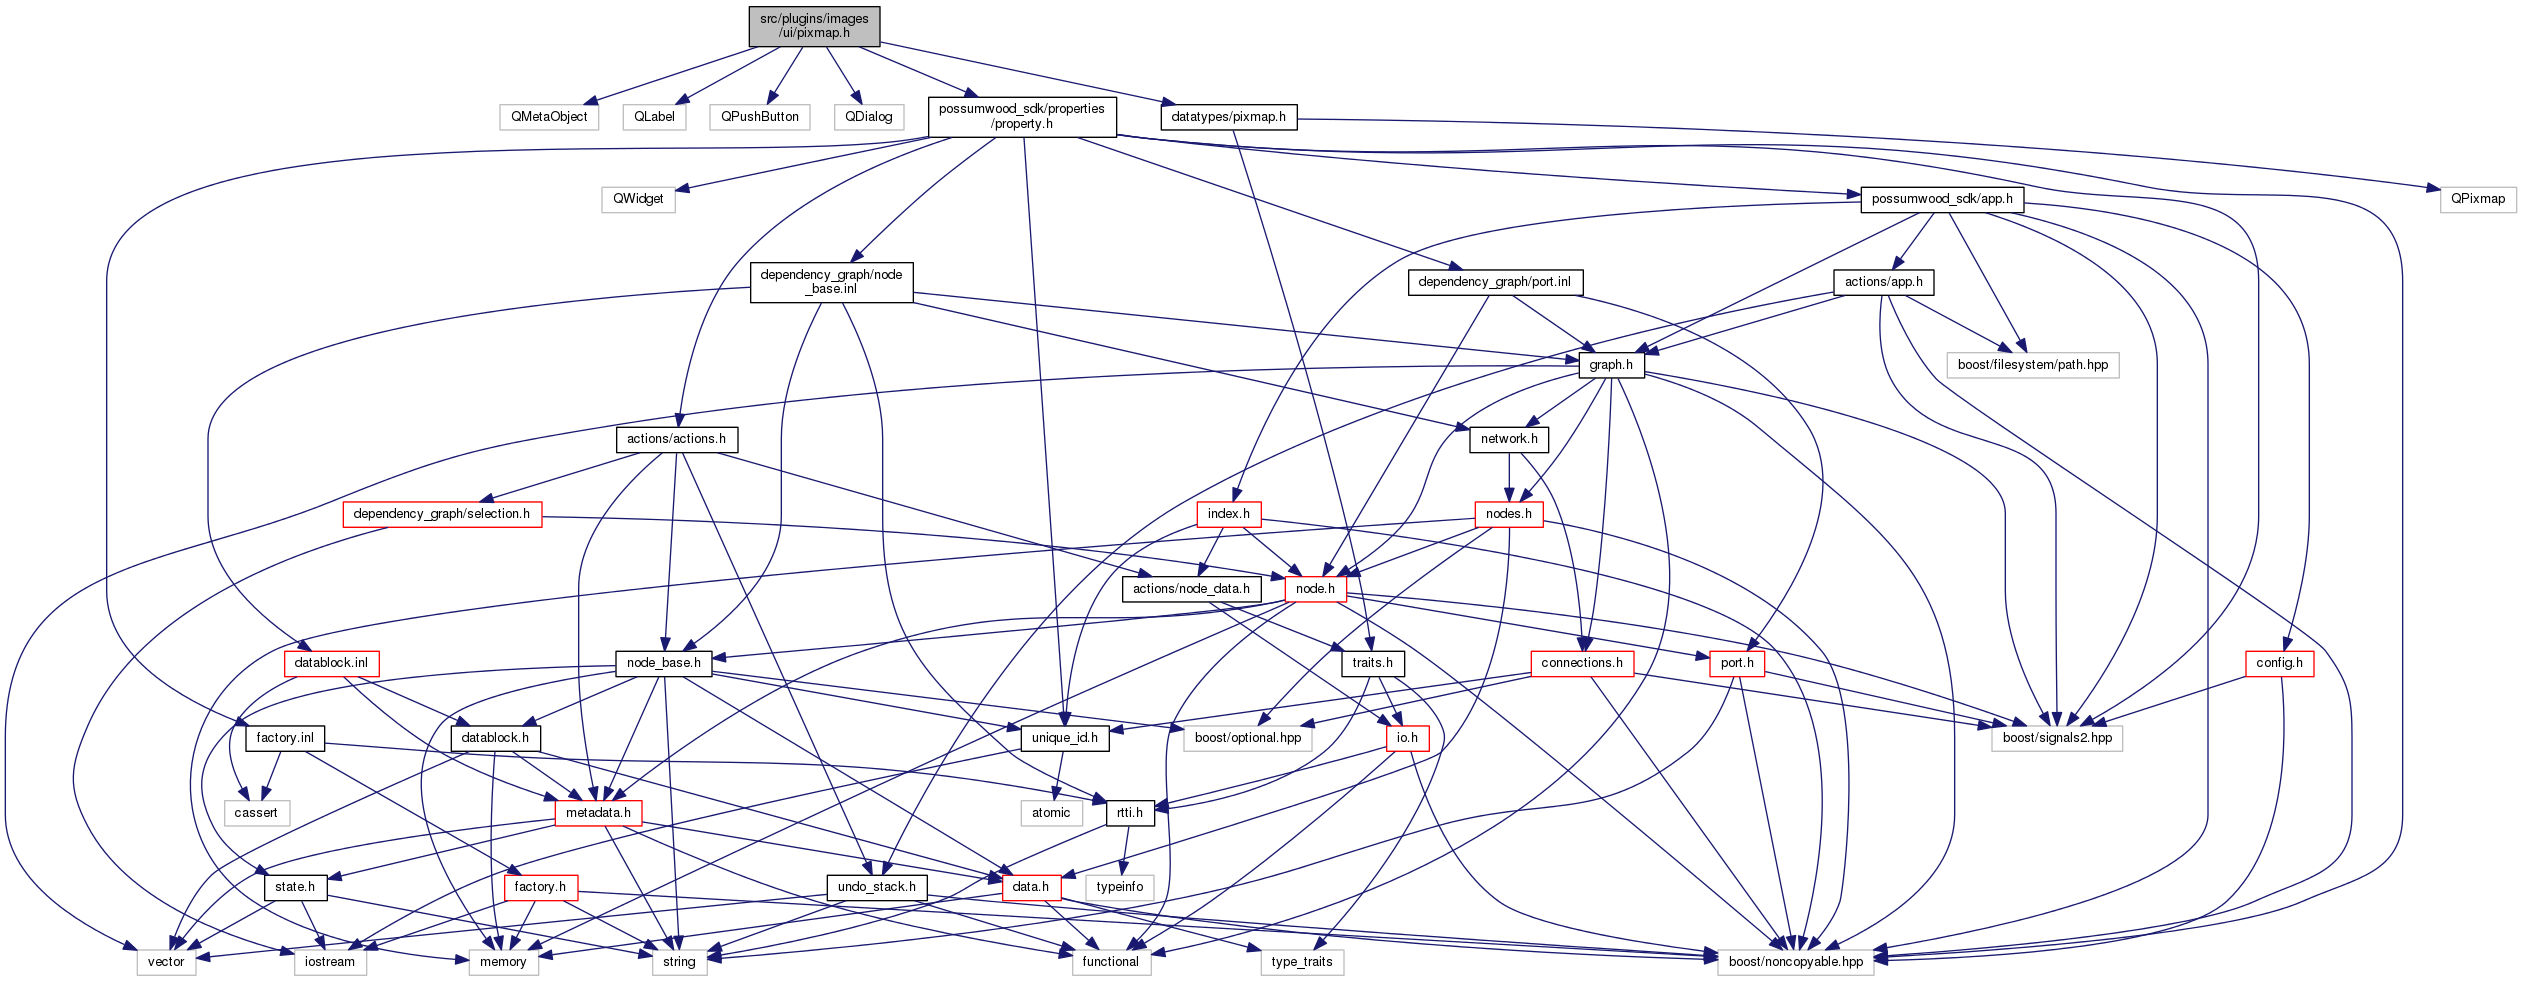 src/plugins/images
/ui/pixmap.h
QMetaObject
QLabel
QPushButton
QDialog
possumwood_sdk/properties
/property.h
datatypes/pixmap.h
QWidget
possumwood_sdk/app.h
QPixmap
dependency_graph/node
_base.inl
dependency_graph/port.inl
actions/app.h
graph.h
boost/filesystem/path.hpp
actions/actions.h
network.h
dependency_graph/selection.h
index.h
nodes.h
actions/node_data.h
node.h
datablock.inl
node_base.h
traits.h
connections.h
port.h
config.h
factory.inl
datablock.h
unique_id.h
boost/optional.hpp
io.h
boost/signals2.hpp
cassert
metadata.h
atomic
rtti.h
state.h
factory.h
undo_stack.h
data.h
typeinfo
vector
iostream
memory
string
functional
type_traits
boost/noncopyable.hpp